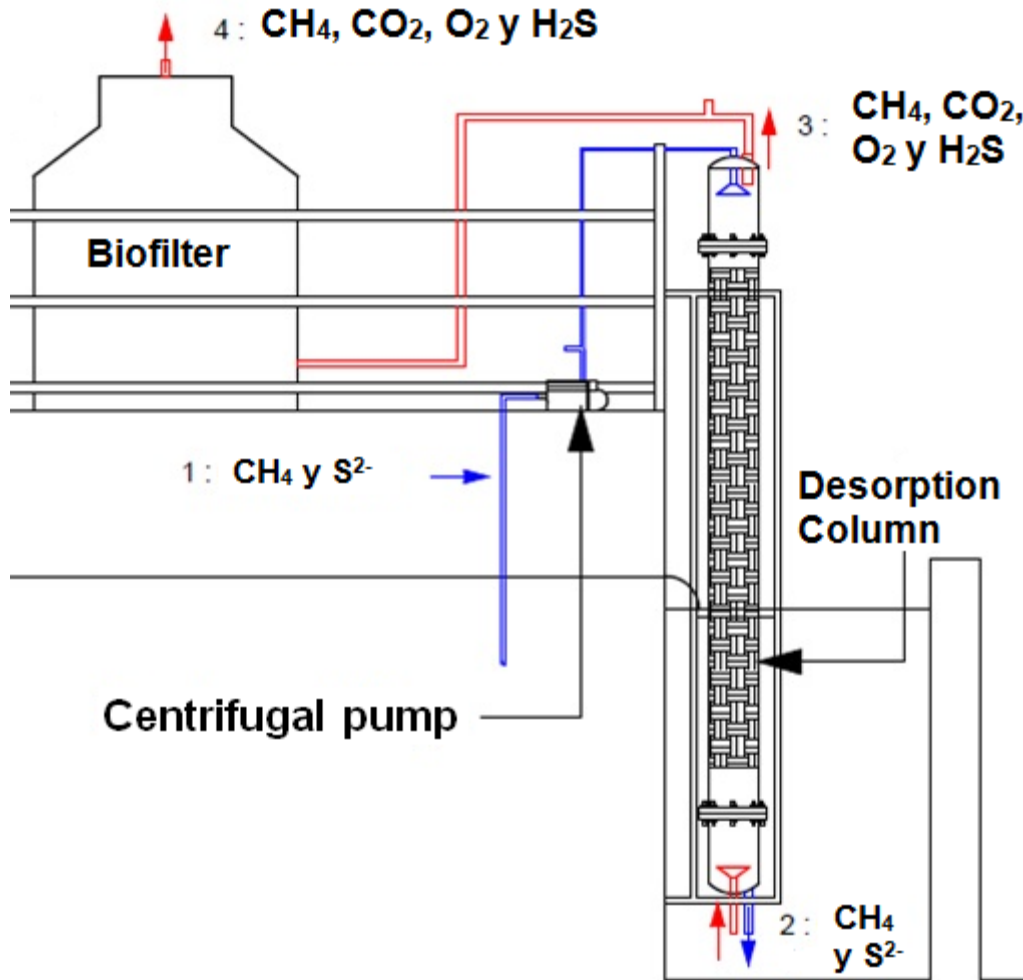 4 : CH₄, CO₂, O₂ y H₂S
3 : CH₄, CO₂,
O₂ y H₂S
Biofilter
1 : CH₄ y S²⁻
Desorption
Column
Centrifugal pump
2 : CH₄
y S²⁻